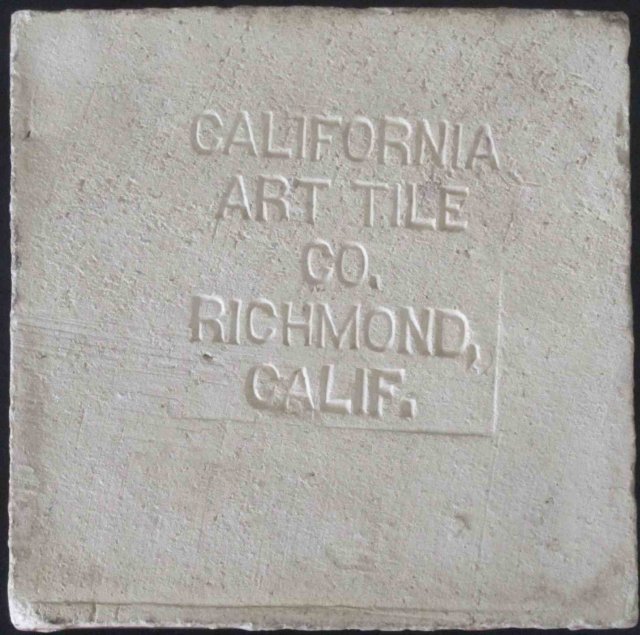 CALIFORNIA
ART TILE
CO.
RICHMOND,
CALIF.